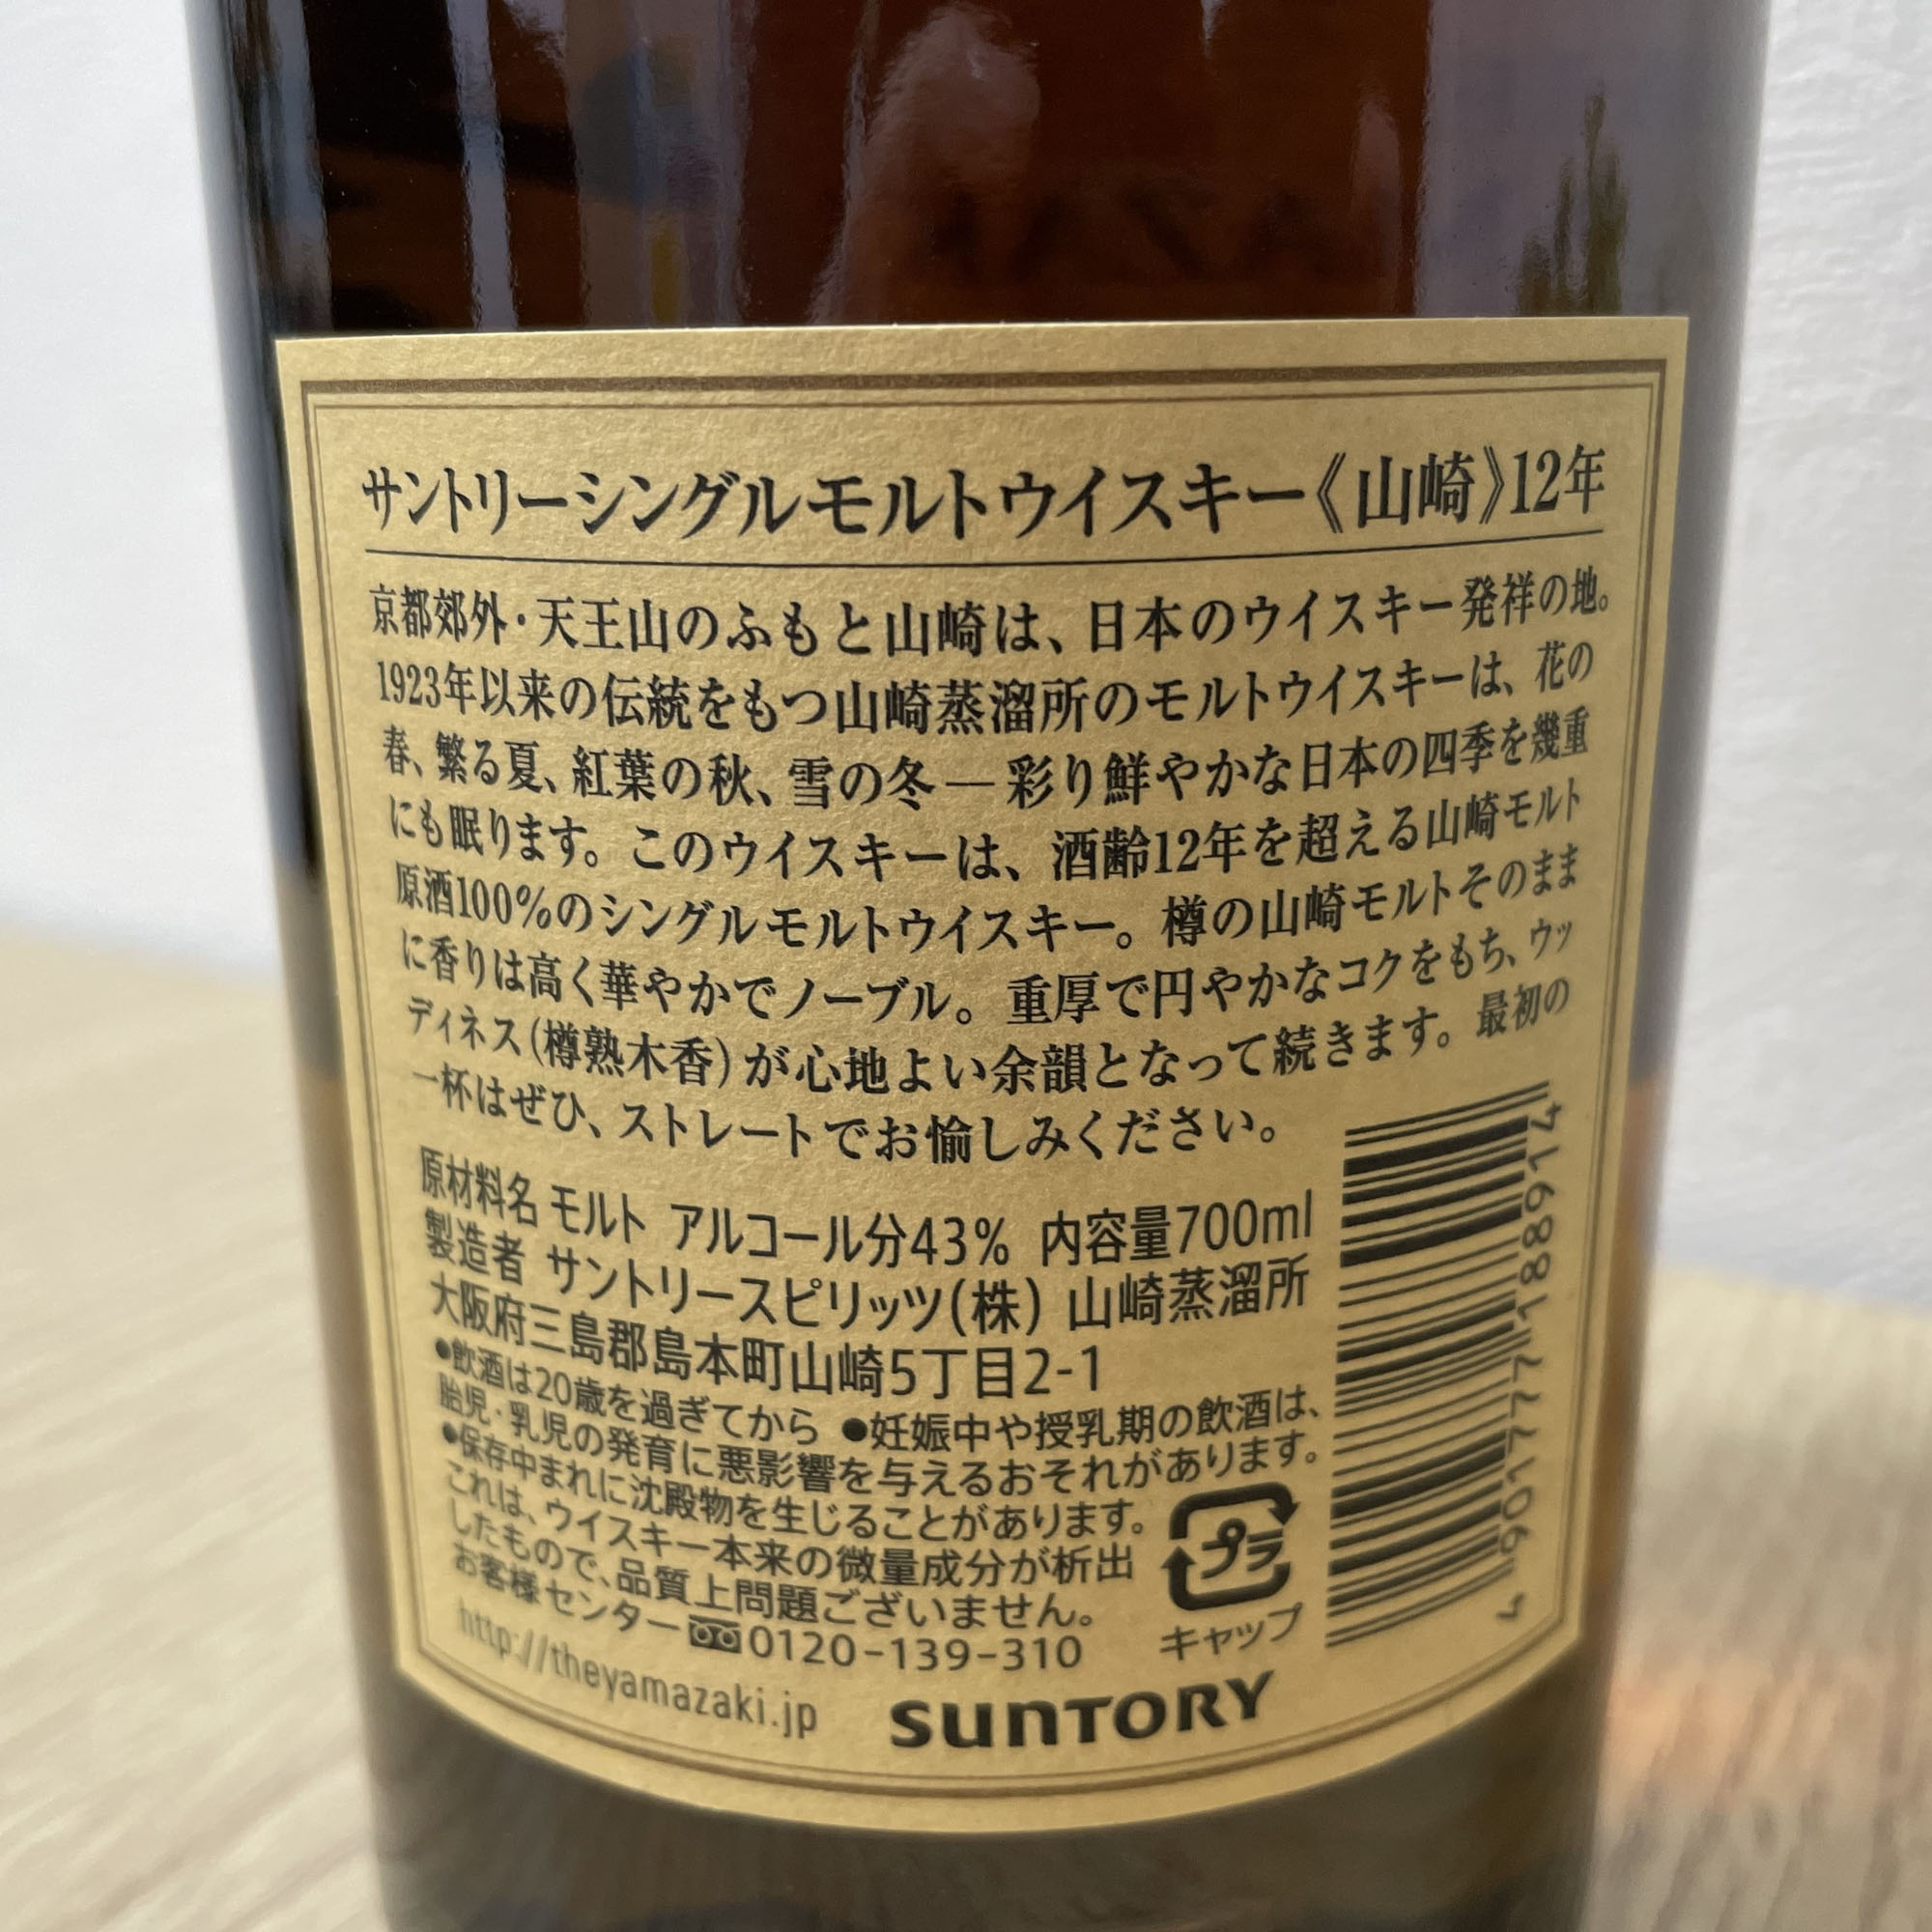 サントリーシングルモルトウイスキー《山崎》12年
京都郊外・天王山のふもと山崎は、日本のウイスキー発祥の地。
1923年以来の伝統をもつ山崎蒸溜所のモルトウイスキーは、花の
春、繁る夏、紅葉の秋、雪の冬―彩り鮮やかな日本の四季を幾重
にも眠ります。このウイスキーは、酒齢12年を超える山崎モルト
原酒100%のシングルモルトウイスキー。樽の山崎モルトそのまま
に香りは高く華やかでノーブル。重厚で円やかなコクをもち、ウッ
ディネス(樽熟木香)が心地よい余韻となって続きます。最初の
一杯はぜひ、ストレートでお愉しみください。
原材料名 モルト アルコール分43% 内容量700ml
製造者 サントリースピリッツ(株) 山崎蒸溜所
大阪府三島郡島本町山崎5丁目2-1
●飲酒は20歳を過ぎてから ●妊娠中や授乳期の飲酒は、
胎児・乳児の発育に悪影響を与えるおそれがあります。
●保存中まれに沈殿物を生じることがあります。
これは、ウイスキー本来の微量成分が析出
したもので、品質上問題ございません。
お客様センター 0120-139-310
http://theyamazaki.jp
SUNTORY
プラ
キャップ
4 901777 188914